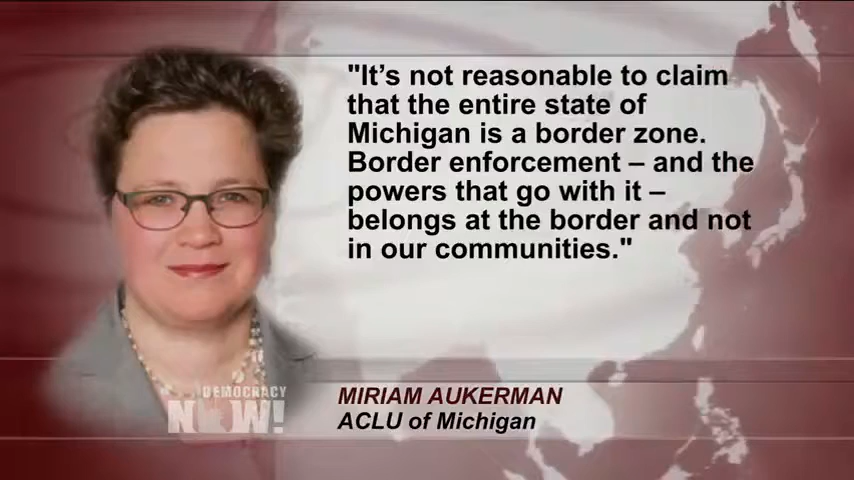 "It’s not reasonable to claim
that the entire state of
Michigan is a border zone.
Border enforcement – and the
powers that go with it –
belongs at the border and not
in our communities."
DEMOCRACY
NOW!
MIRIAM AUKERMAN
ACLU of Michigan